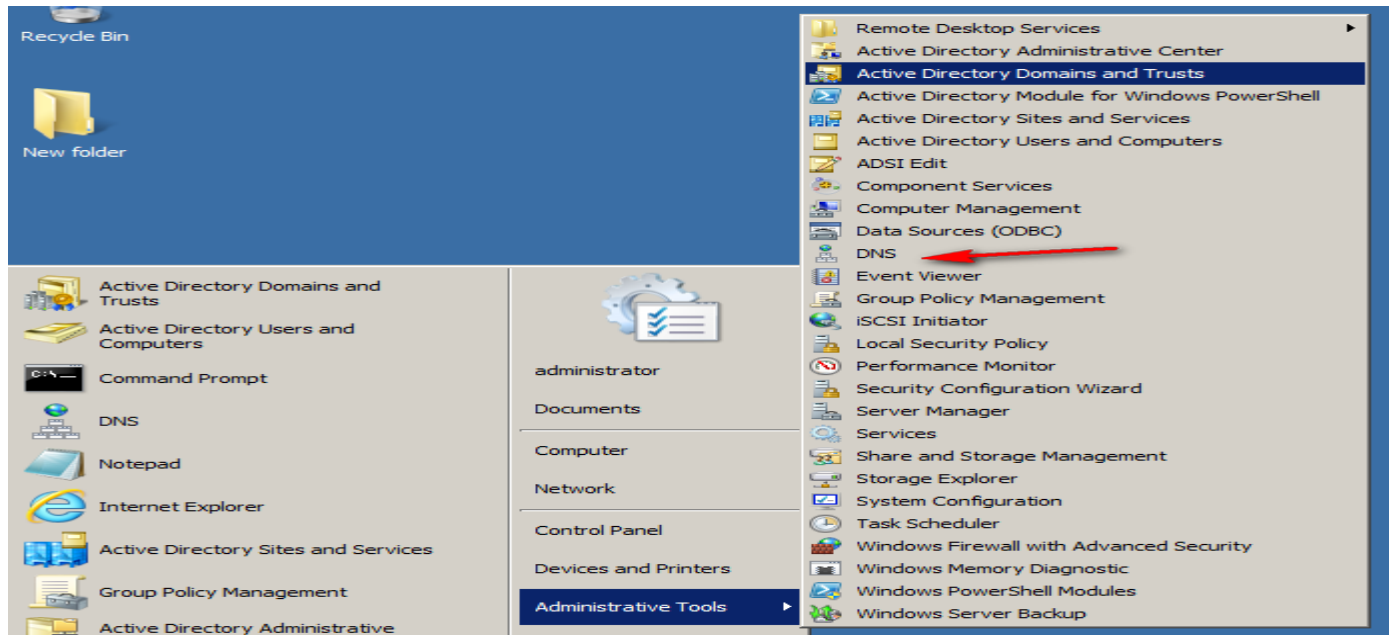 Recycle Bin
New folder
Active Directory Domains and
Trusts
Active Directory Users and
Computers
C:\
Command Prompt
DNS
Notepad
Internet Explorer
Active Directory Sites and Services
Group Policy Management
Active Directory Administrative
administrator
Documents
Computer
Network
Control Panel
Devices and Printers
Administrative Tools
Remote Desktop Services
Active Directory Administrative Center
Active Directory Domains and Trusts
Active Directory Module for Windows PowerShell
Active Directory Sites and Services
Active Directory Users and Computers
ADSI Edit
Component Services
Computer Management
Data Sources (ODBC)
DNS
Event Viewer
Group Policy Management
iSCSI Initiator
Local Security Policy
Performance Monitor
Security Configuration Wizard
Server Manager
Services
Share and Storage Management
Storage Explorer
System Configuration
Task Scheduler
Windows Firewall with Advanced Security
Windows Memory Diagnostic
Windows PowerShell Modules
Windows Server Backup